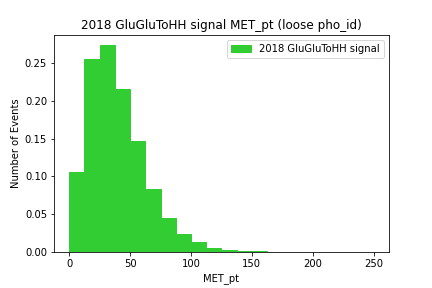 2018 GluGluToHH signal MET_pt (loose pho_id)
2018 GluGluToHH signal
Number of Events
0.25
0.20
0.15
0.10
0.05
0.00
0 50 100 150 200 250
MET_pt